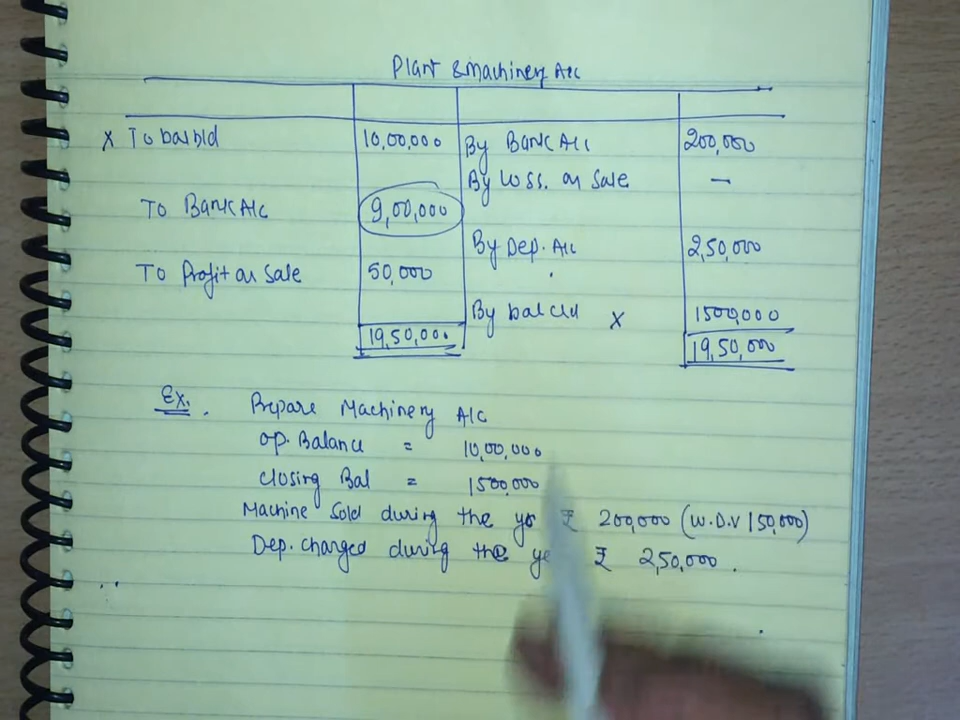 Plant & Machinery A/c
X To bal b/d 10,00,000 By Bank A/c 200,000
By Loss on Sale —
To Bank A/c 9,00,000
By Dep. A/c 2,50,000
To Profit on Sale 50,000
By bal c/d X 1500,000
19,50,000 19,50,000
Ex. Prepare Machinery A/c
op. Balance = 10,00,000
Closing Bal = 1500,000
Machine Sold during the ₹ 200,000 (W.D.V 150,000)
Dep. charged during the ₹ 2,50,000.